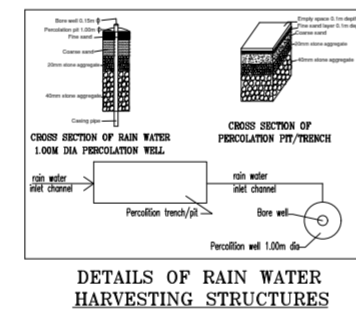 Bore well 0.15m
Percolation pit 1.00m
Fine sand
Coarse sand
20mm stone aggregate
40mm stone aggregate
Casing pipe
CROSS SECTION OF RAIN WATER
1.00M DIA PERCOLATION WELL
Empty space 0.1m depth
Fine sand layer 0.1m
Coarse sand
20mm stone aggregate
40mm stone aggregate
CROSS SECTION OF
PERCOLATION PIT/TRENCH
rain water
inlet channel
Percolition trench/pit
rain water
inlet channel
Bore well
Percolition well 1.00m dia
DETAILS OF RAIN WATER
HARVESTING STRUCTURES